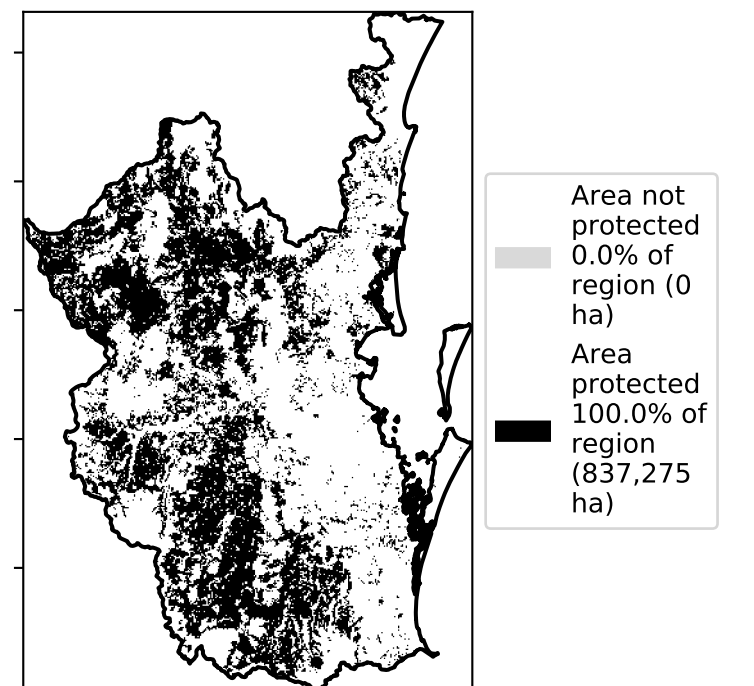 Area not
protected
0.0% of
region (0
ha)
Area
protected
100.0% of
region
(837,275
ha)